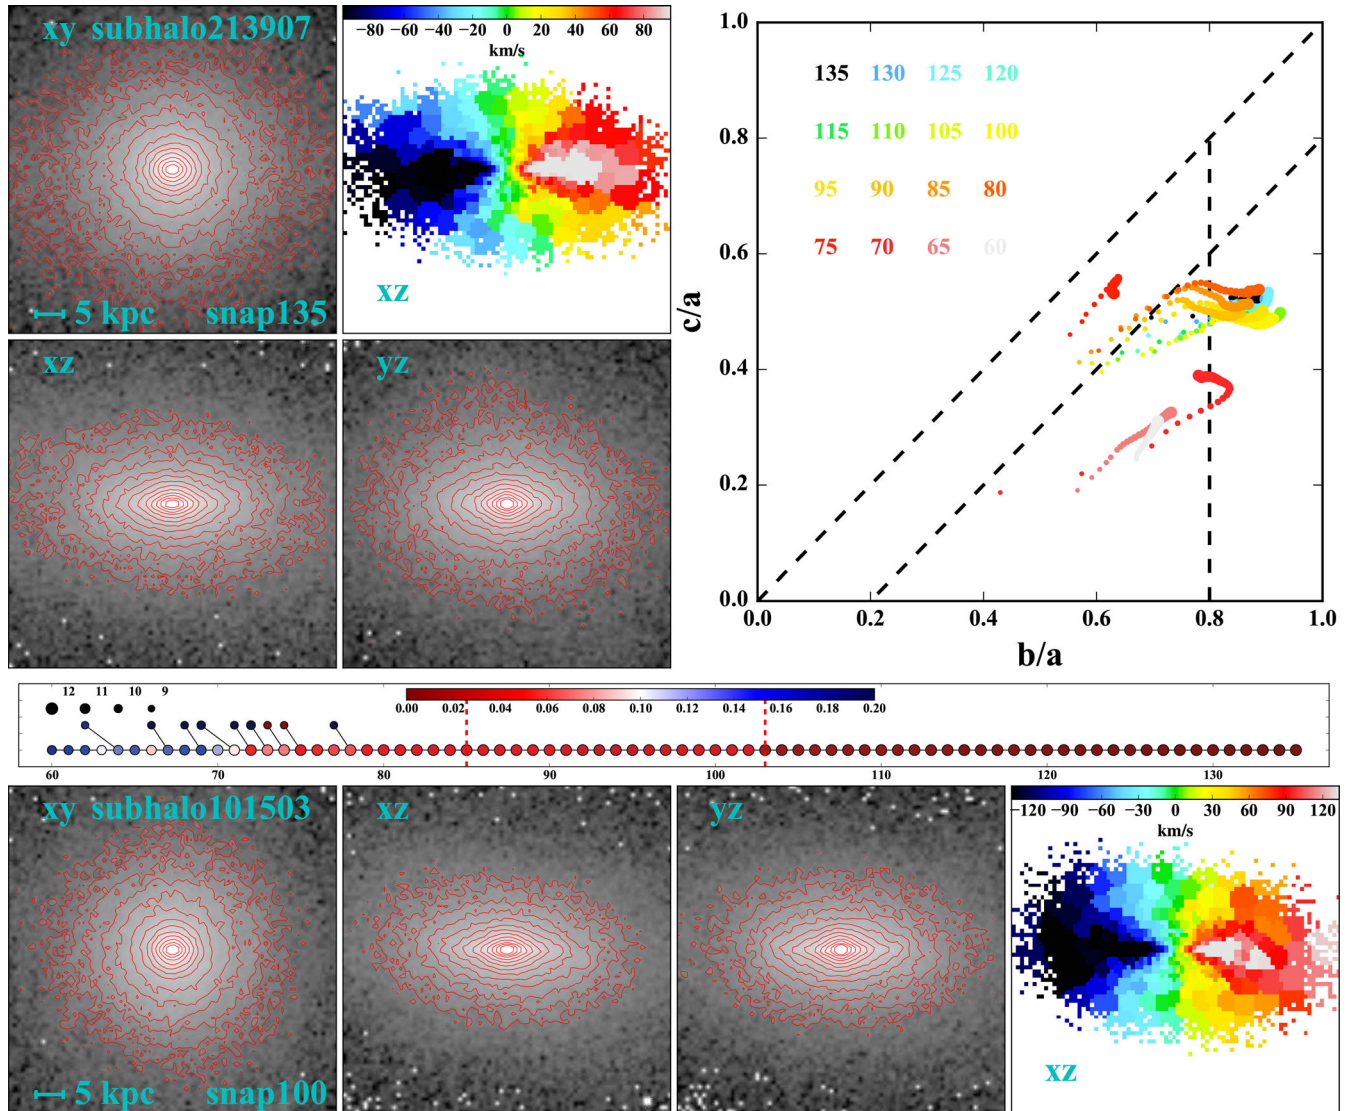 xy subhalo213907
5 kpc snap135
−80 −60 −40 −20 0 20 40 60 80
km/s
xz
xz
yz
1.0
0.8
0.6
0.4
0.2
0.0
c/a
135 130 125 120
115 110 105 100
95 90 85 80
75 70 65 60
0.0 0.2 0.4 0.6 0.8 1.0
b/a
12 11 10 9
0.00 0.02 0.04 0.06 0.08 0.10 0.12 0.14 0.16 0.18 0.20
60 70 80 90 100 110 120 130
xy subhalo101503
5 kpc snap100
xz
yz
−120 −90 −60 −30 0 30 60 90 120
km/s
xz